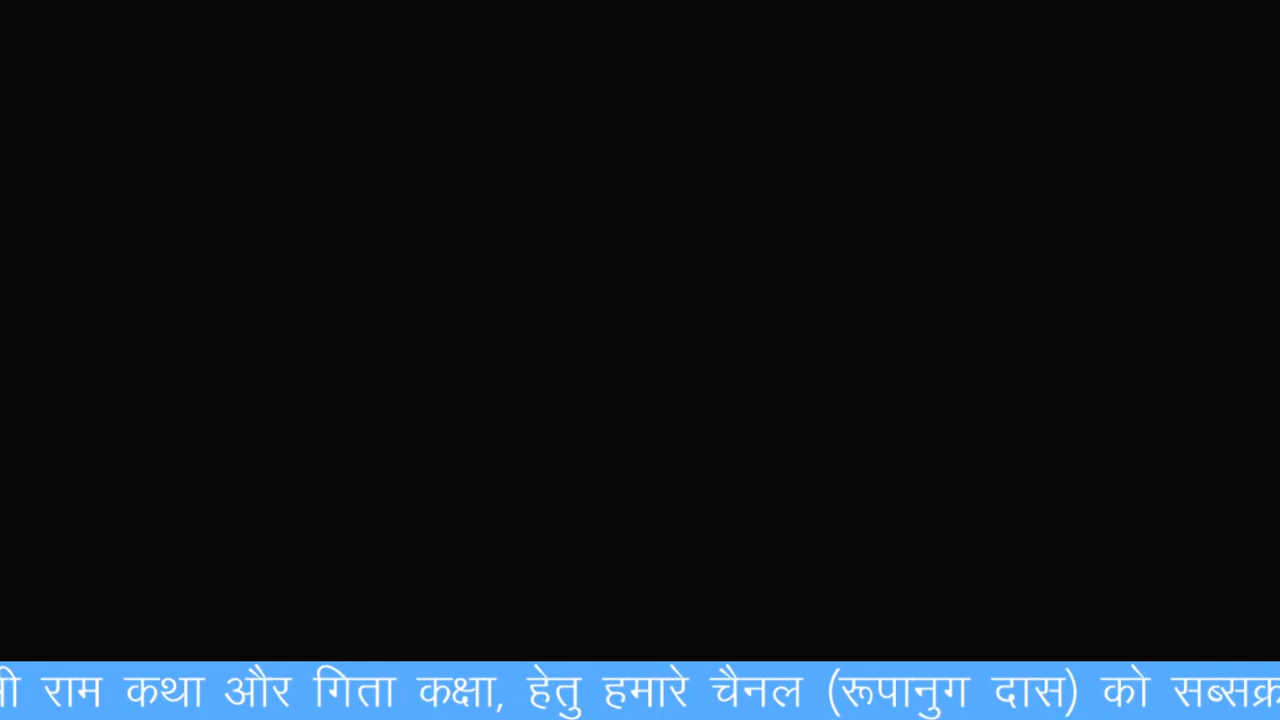 राम कथा और गिता कक्षा, हेतु हमारे चैनल (रूपानुग दास) को